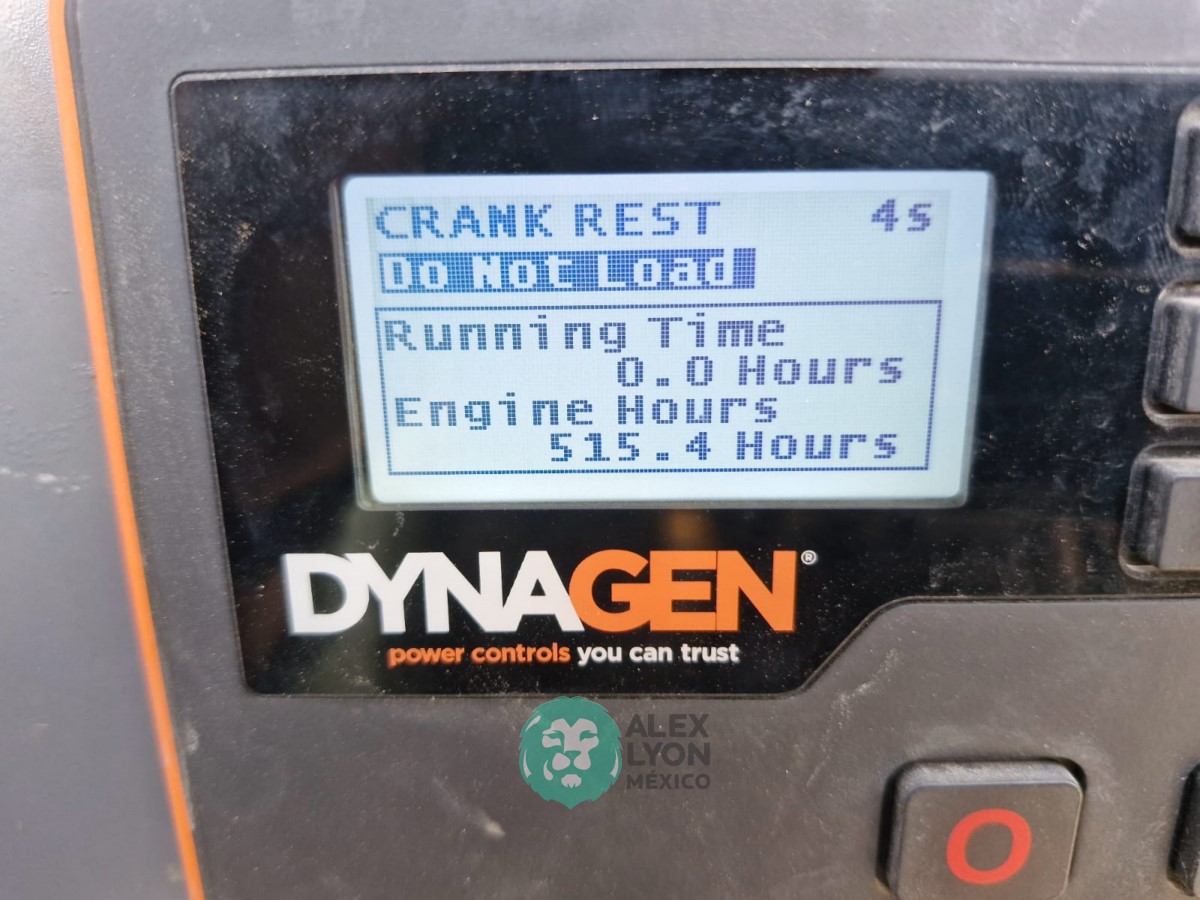 CRANK REST 4s
Do Not Load
Running Time
0.0 Hours
Engine Hours
515.4 Hours
DYNAGEN®
power controls you can trust
ALEX
LYON
MÉXICO
O